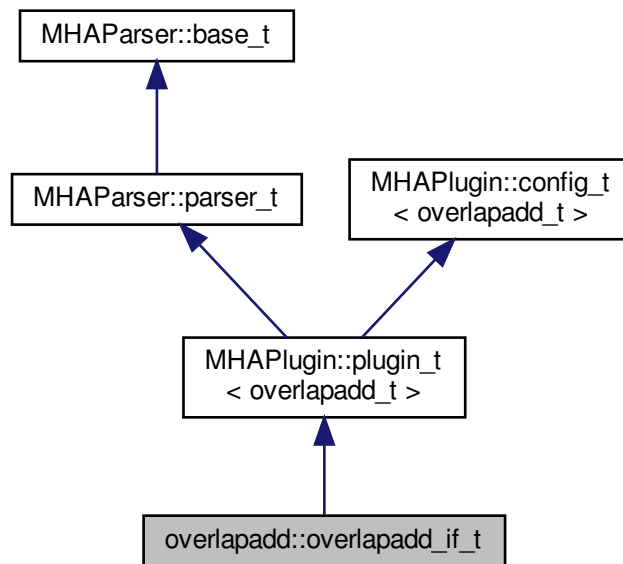 MHAParser::base_t
MHAParser::parser_t
MHAPlugin::config_t
< overlapadd_t >
MHAPlugin::plugin_t
< overlapadd_t >
overlapadd::overlapadd_if_t